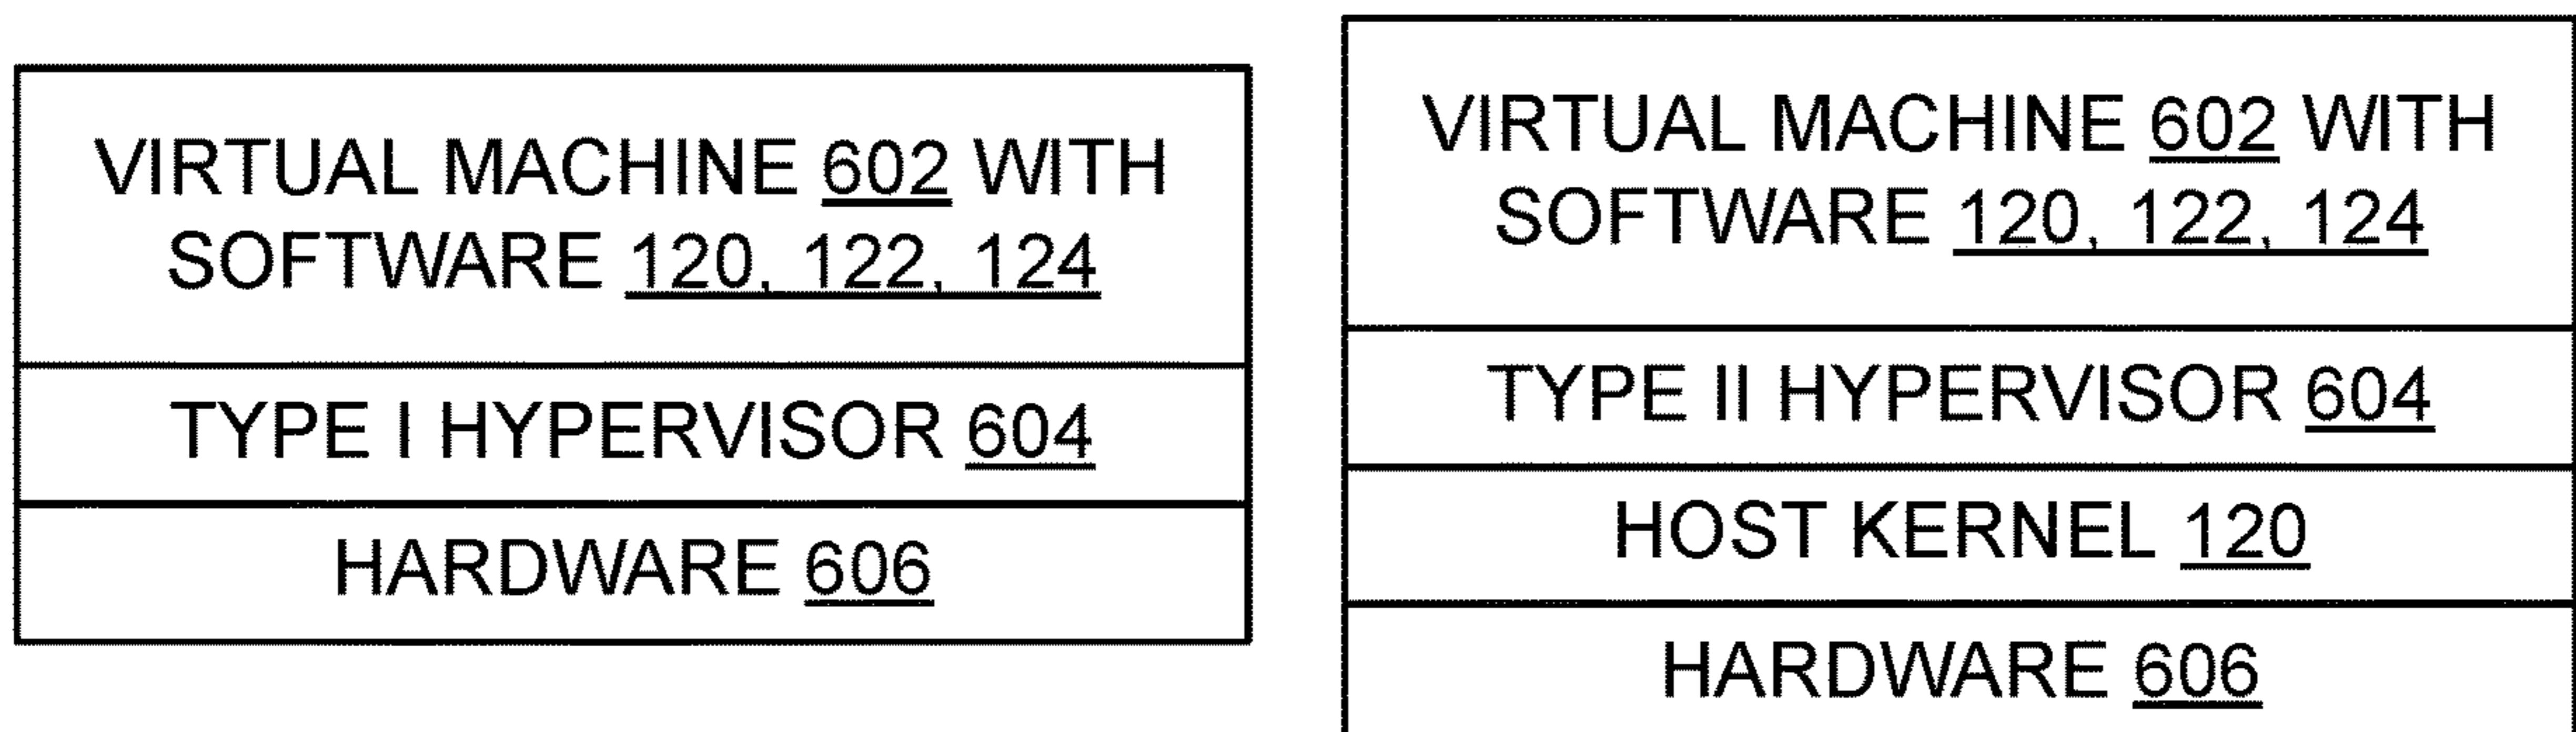 VIRTUAL MACHINE 602 WITH
SOFTWARE 120, 122, 124
TYPE I HYPERVISOR 604
HARDWARE 606
VIRTUAL MACHINE 602 WITH
SOFTWARE 120, 122, 124
TYPE II HYPERVISOR 604
HOST KERNEL 120
HARDWARE 606